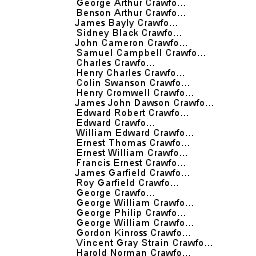 George Arthur Crawfo...
Benson Arthur Crawfo...
James Bayly Crawfo...
Sidney Black Crawfo...
John Cameron Crawfo...
Samuel Campbell Crawfo...
Charles Crawfo...
Henry Charles Crawfo...
Colin Swanson Crawfo...
Henry Cromwell Crawfo...
James John Dawson Crawfo...
Edward Robert Crawfo...
Edward Crawfo...
William Edward Crawfo...
Ernest Thomas Crawfo...
Ernest William Crawfo...
Francis Ernest Crawfo...
James Garfield Crawfo...
Roy Garfield Crawfo...
George Crawfo...
George William Crawfo...
George Philip Crawfo...
George William Crawfo...
Gordon Kinross Crawfo...
Vincent Gray Strain Crawfo...
Harold Norman Crawfo...